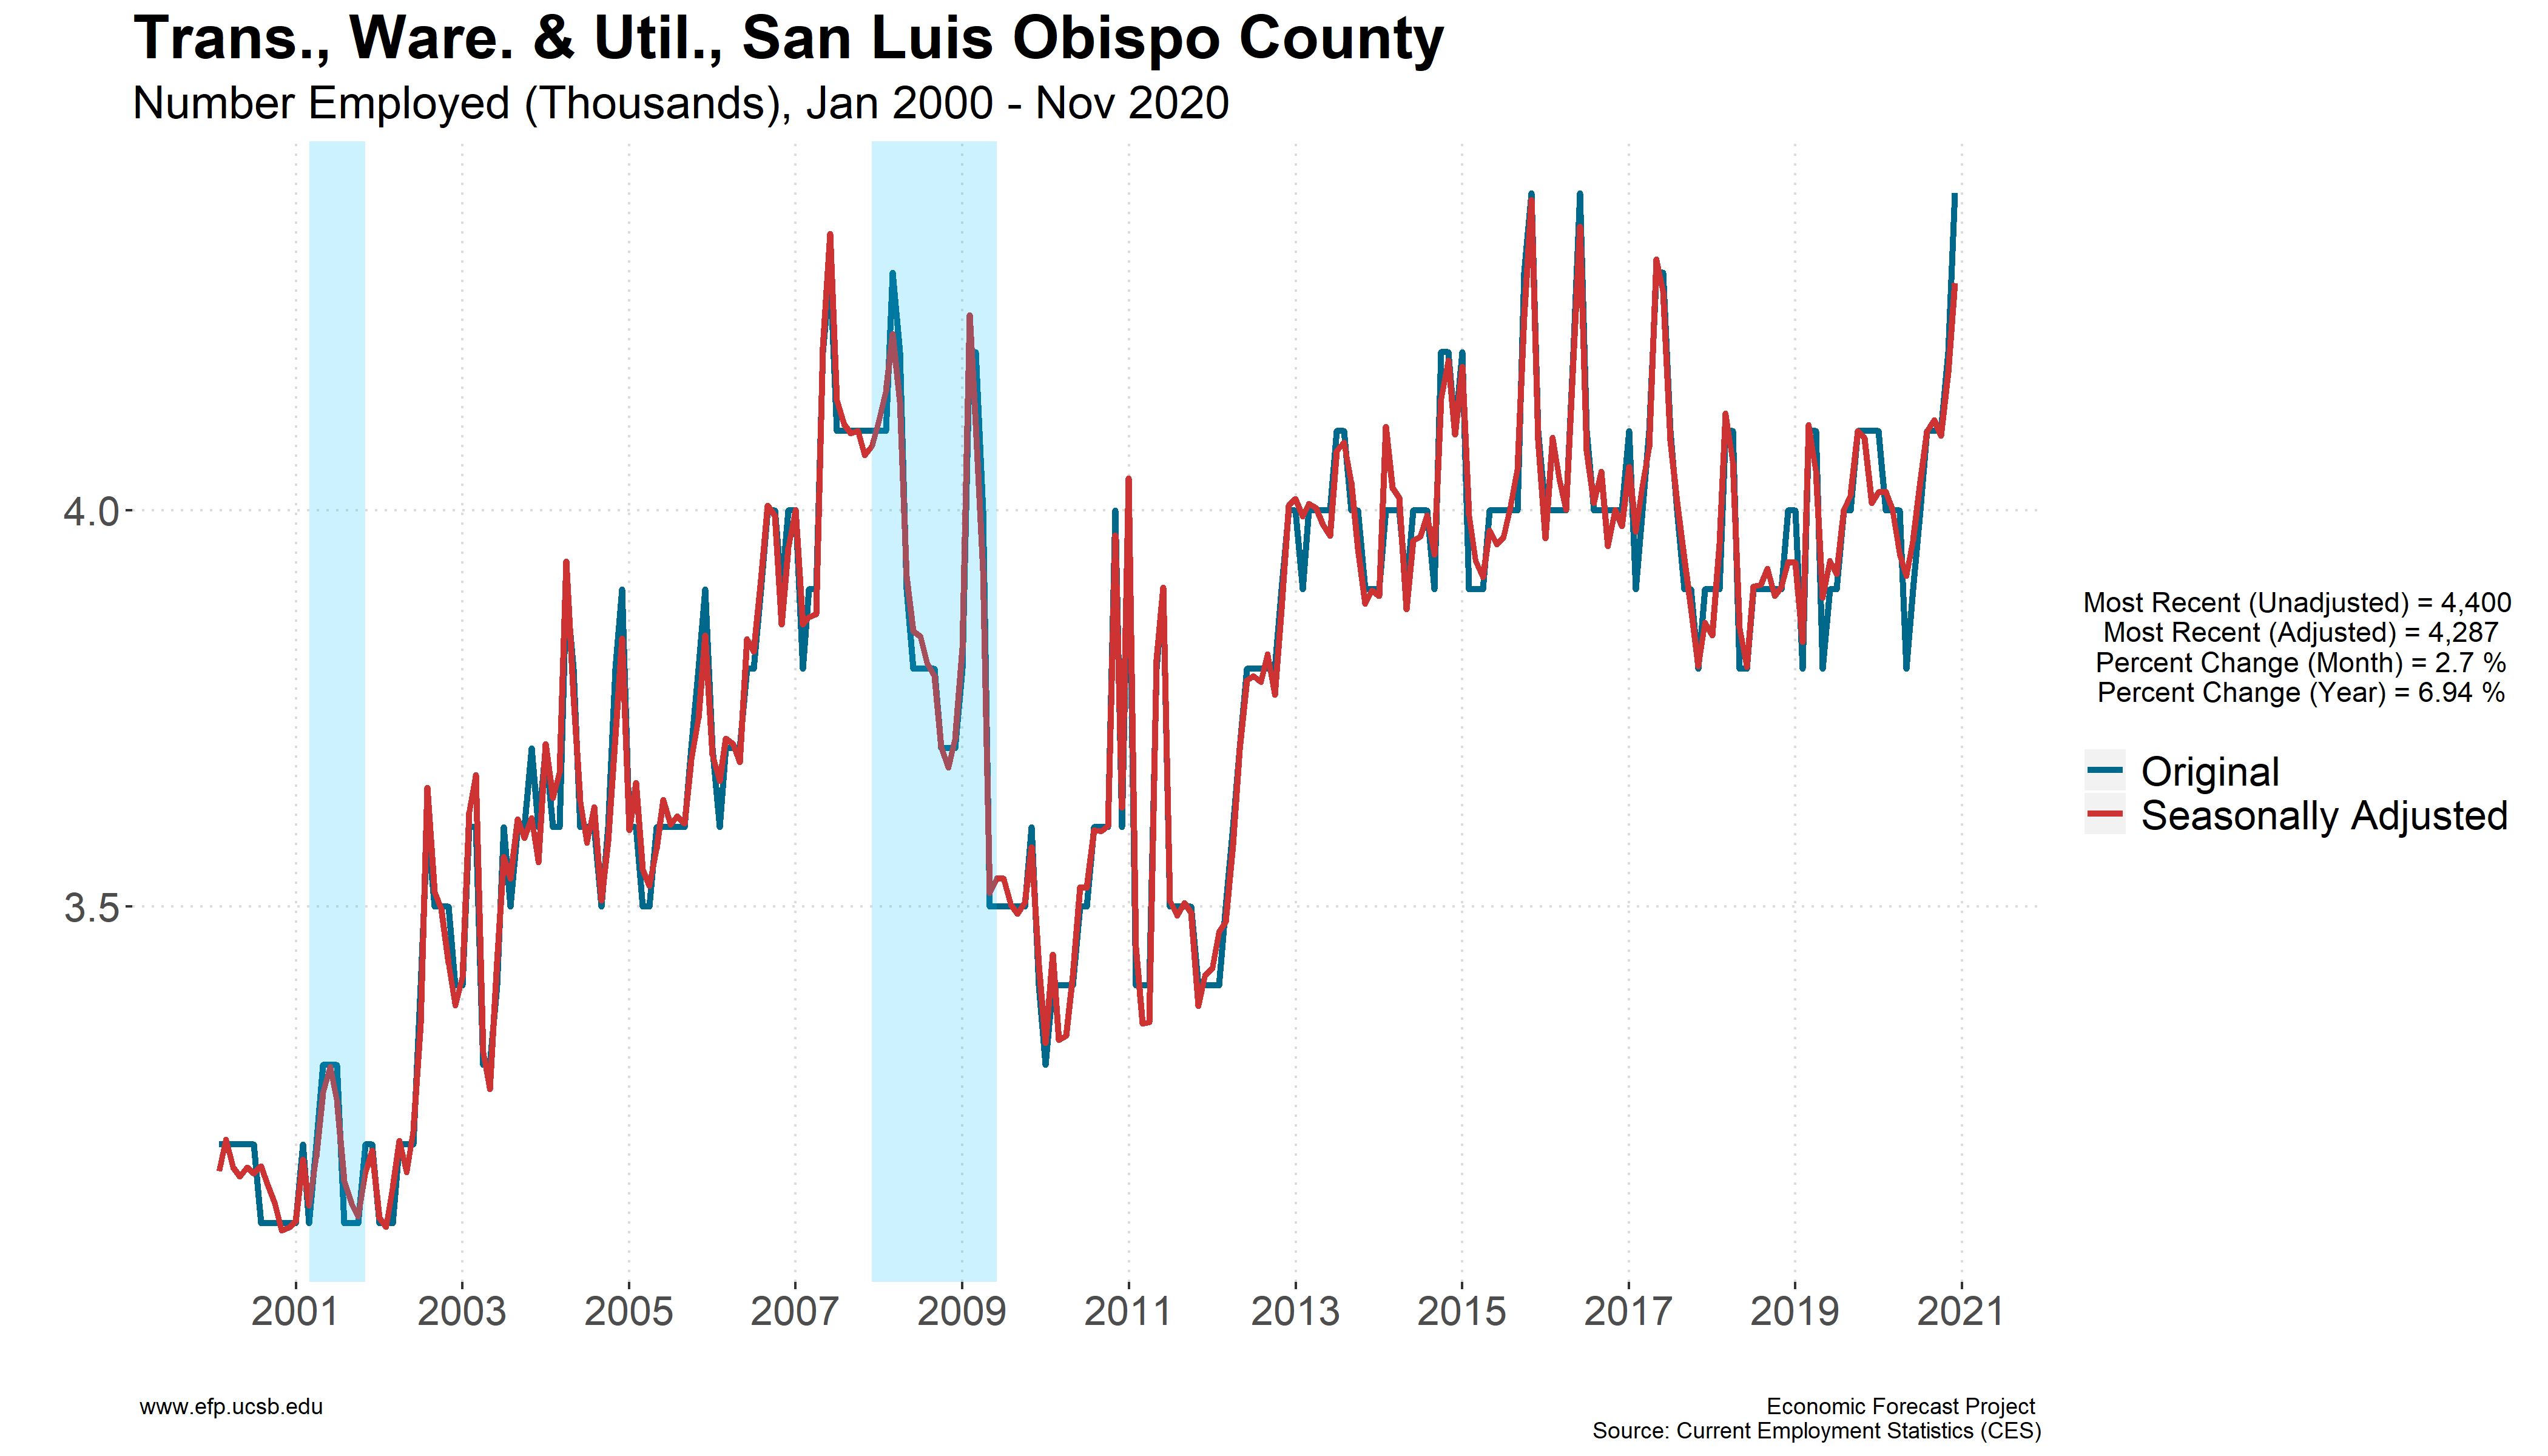 Trans., Ware. & Util., San Luis Obispo County
Number Employed (Thousands), Jan 2000 - Nov 2020
4.0
3.5
2001 2003 2005 2007 2009 2011 2013 2015 2017 2019 2021
Most Recent (Unadjusted) = 4,400
Most Recent (Adjusted) = 4,287
Percent Change (Month) = 2.7 %
Percent Change (Year) = 6.94 %
Original
Seasonally Adjusted
www.efp.ucsb.edu
Economic Forecast Project
Source: Current Employment Statistics (CES)